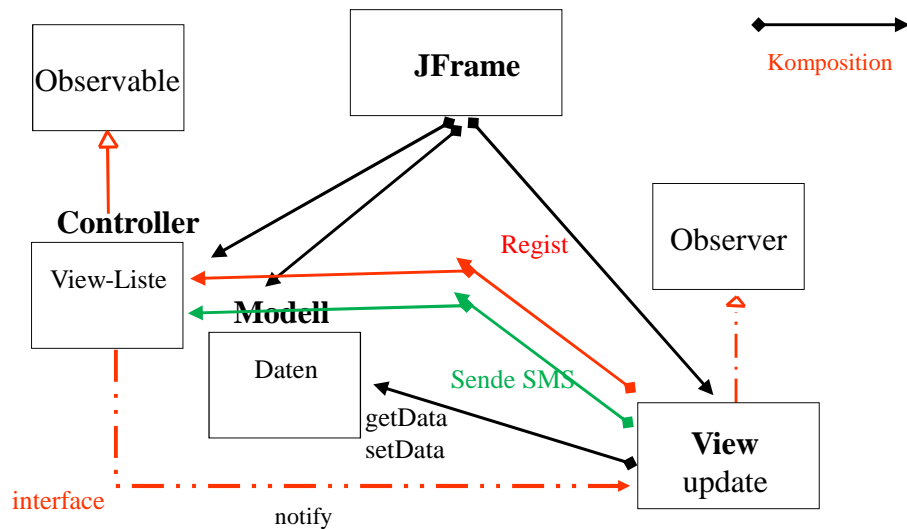 JFrame
Komposition
Observable
Controller
Regist
Observer
View-Liste
Modell
Daten
Sende SMS
getData
setData
View
update
interface
notify